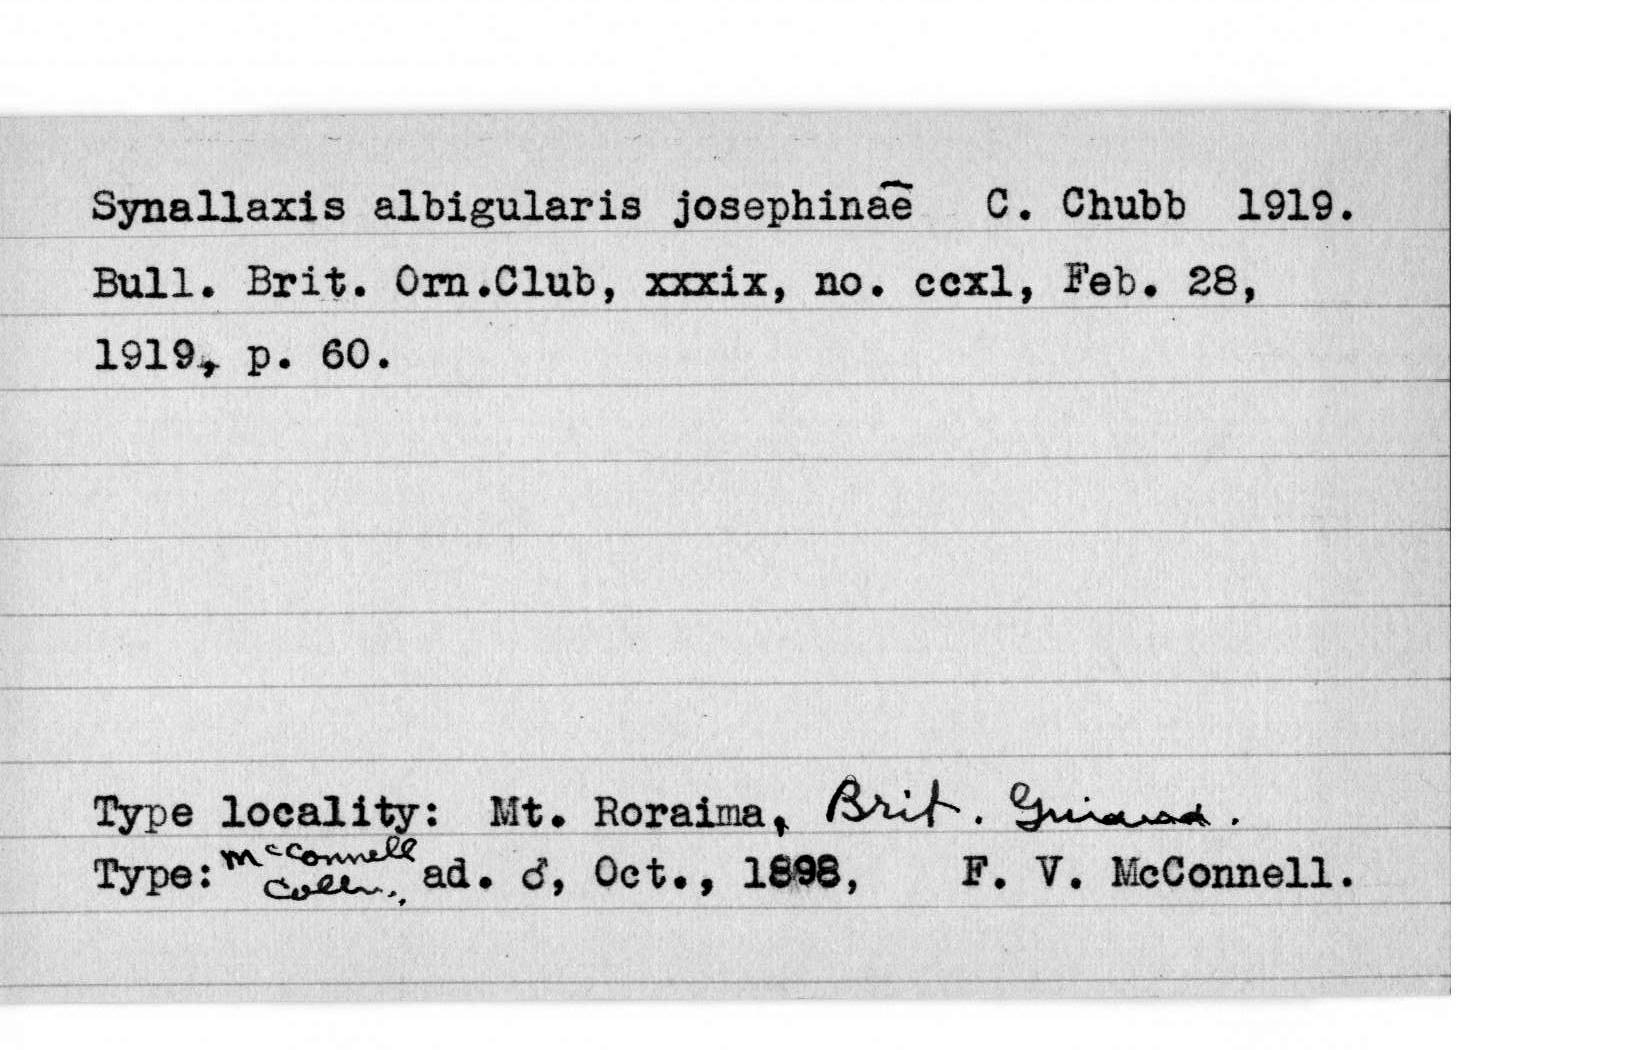 Synallaxis albigularis josephinae C. Chubb 1919.
Bull. Brit. Orn.Club, xxxix, no. ccxl, Feb. 28,
1919, p. 60.
Type locality: Mt. Roraima, Brit. Guiana.
Type: McConnell Colln., ad. ♂, Oct., 1898, F. V. McConnell.